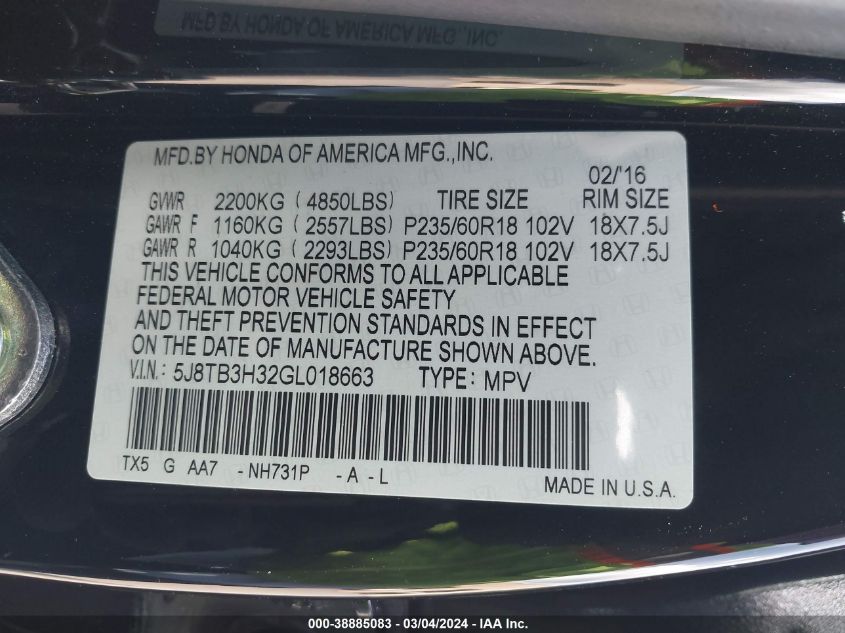 MFD.BY HONDA OF AMERICA MFG., INC.
MFD.BY HONDA OF AMERICA MFG.,INC.
02/'16
GVWR 2200KG (4850LBS) TIRE SIZE RIM SIZE
GAWR F 1160KG (2557LBS) P235/60R18 102V 18X7.5J
GAWR R 1040KG (2293LBS) P235/60R18 102V 18X7.5J
THIS VEHICLE CONFORMS TO ALL APPLICABLE
FEDERAL MOTOR VEHICLE SAFETY
AND THEFT PREVENTION STANDARDS IN EFFECT
ON THE DATE OF MANUFACTURE SHOWN ABOVE.
V.I.N.: 5J8TB3H32GL018663 TYPE: MPV
TX5 G AA7 -NH731P -A -L
MADE IN U.S.A.
000-38885083 - 03/04/2024 - IAA Inc.